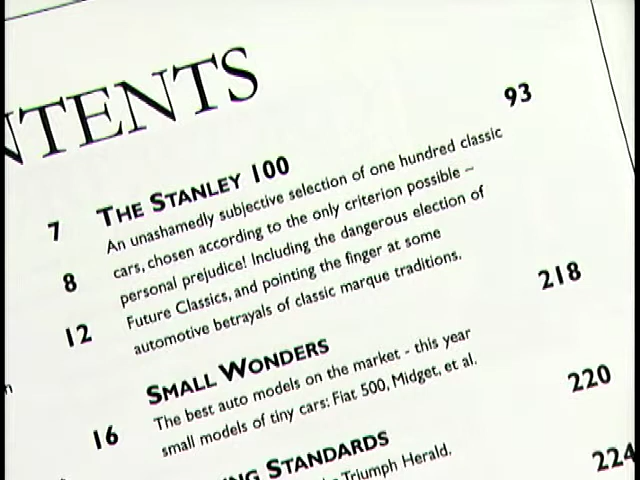 NTENTS
93
7 THE STANLEY 100
An unashamedly subjective selection of one hundred classic
8 cars, chosen according to the only criterion possible –
personal prejudice! Including the dangerous election of
12 Future Classics, and pointing the finger at some
automotive betrayals of classic marque traditions.
218
SMALL WONDERS
The best auto models on the market - this year
16 small models of tiny cars: Fiat 500, Midget, et al.
220
NG STANDARDS
Triumph Herald.
224